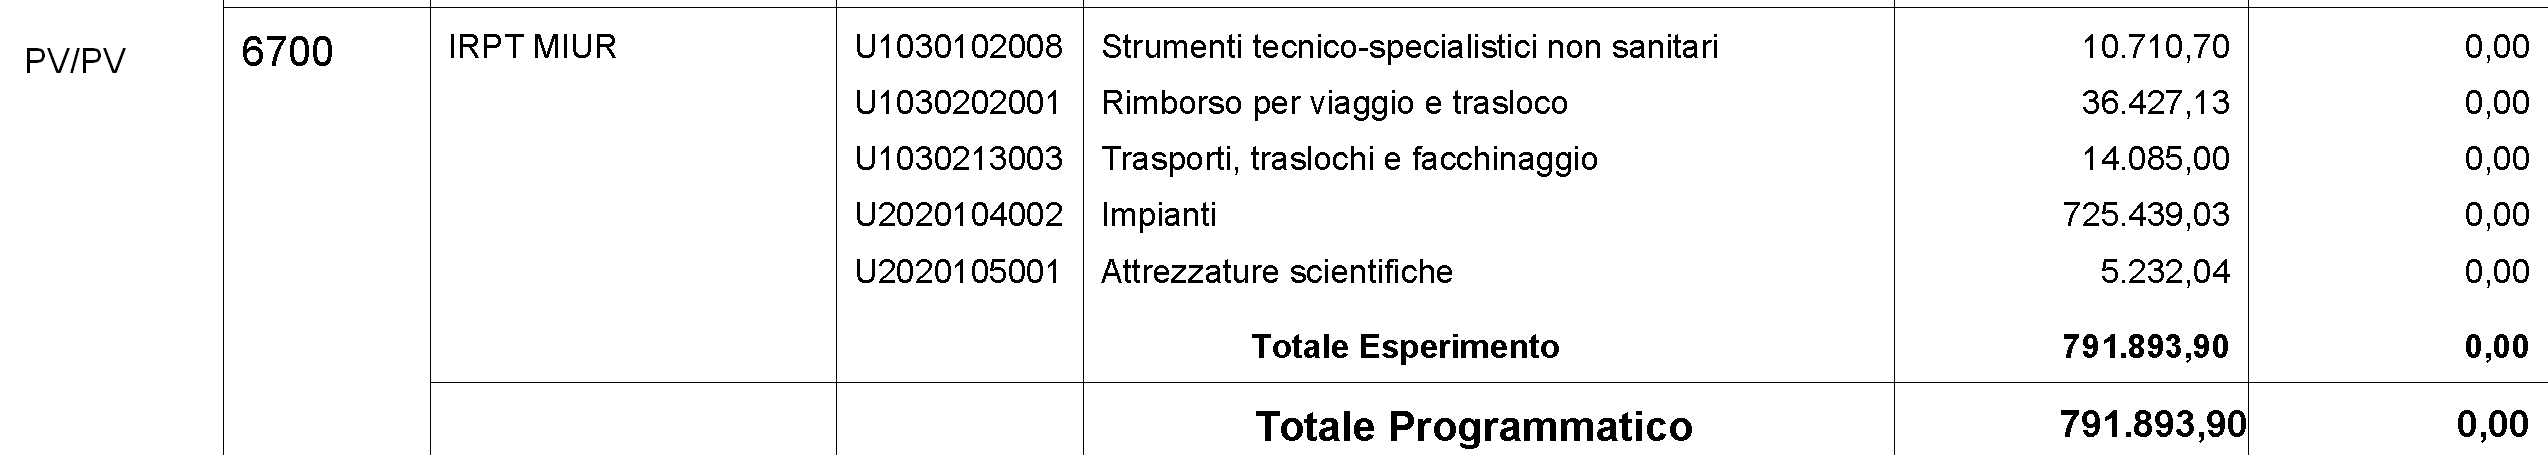 PV/PV 6700 IRPT MIUR U1030102008 Strumenti tecnico-specialistici non sanitari 10.710,70 0,00
U1030202001 Rimborso per viaggio e trasloco 36.427,13 0,00
U1030213003 Trasporti, traslochi e facchinaggio 14.085,00 0,00
U2020104002 Impianti 725.439,03 0,00
U2020105001 Attrezzature scientifiche 5.232,04 0,00
Totale Esperimento 791.893,90 0,00
Totale Programmatico 791.893,90 0,00